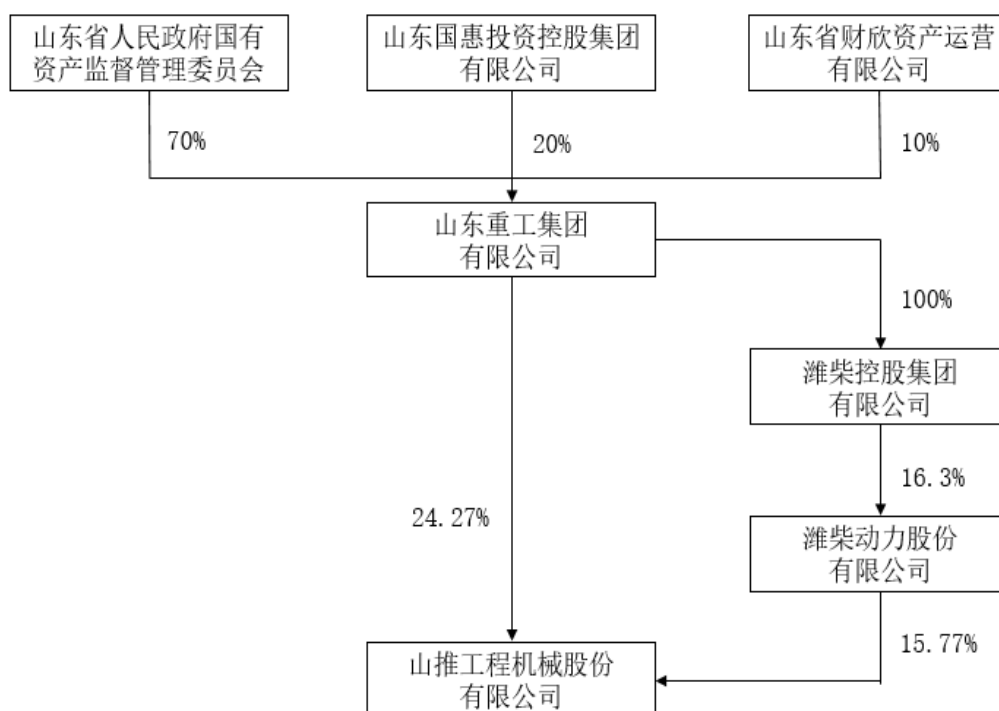 山东省人民政府国有
资产监督管理委员会
山东国惠投资控股集团
有限公司
山东省财欣资产运营
有限公司
70%
20%
10%
山东重工集团
有限公司
100%
潍柴控股集团
有限公司
16.3%
24.27%
潍柴动力股份
有限公司
15.77%
山推工程机械股份
有限公司